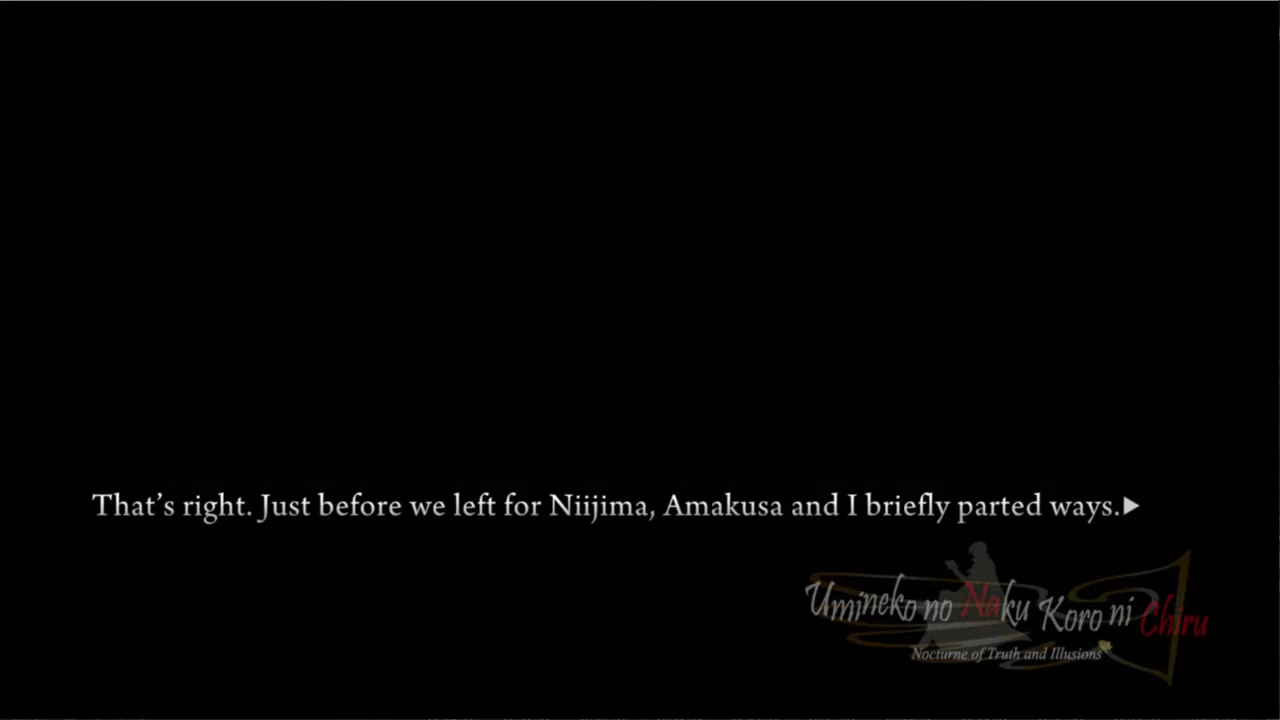 That's right. Just before we left for Niijima, Amakusa and I briefly parted ways.
Umineko no Naku Koro ni Chiru
Nocturne of Truth and Illusions